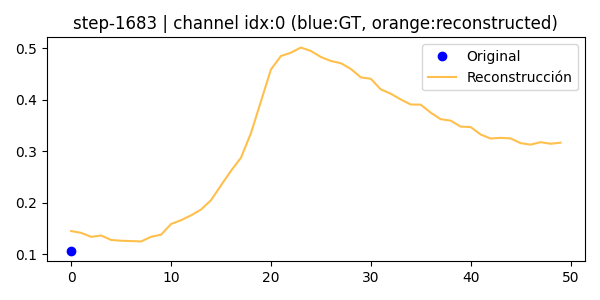 step-1683 | channel idx:0 (blue:GT, orange:reconstructed)
Original
Reconstrucción
0.5
0.4
0.3
0.2
0.1
0 10 20 30 40 50